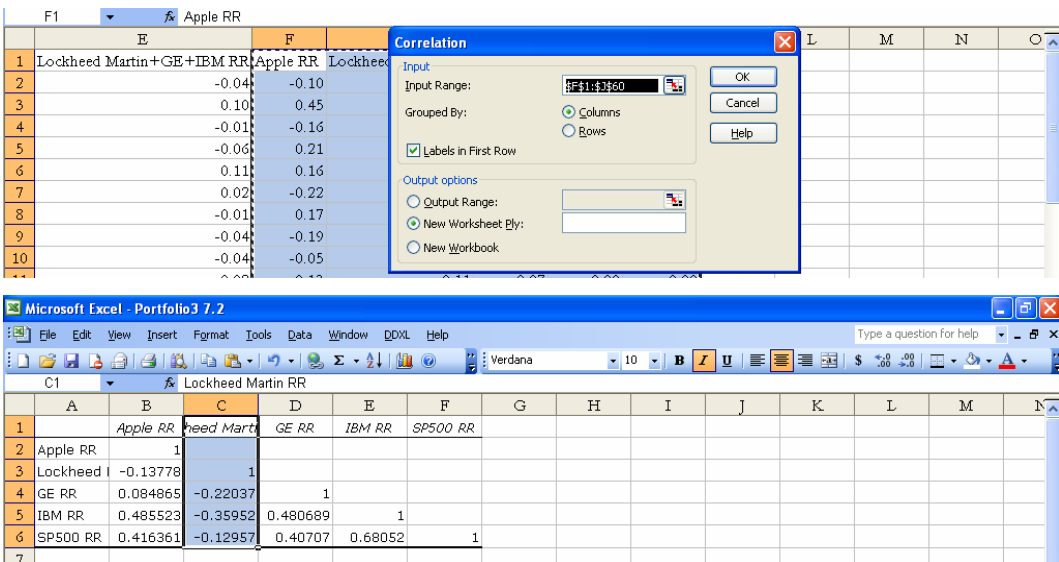 F1 fx Apple RR
E F L M N O
1 Lockheed Martin+GE+IBM RR Apple RR Lockheed
2 -0.04 -0.10
3 0.10 0.45
4 -0.01 -0.16
5 -0.06 0.21
6 0.11 0.16
7 0.02 -0.22
8 -0.01 0.17
9 -0.04 -0.19
10 -0.04 -0.05
Correlation
Input
Input Range: $F$1:$J$60
Grouped By: Columns
Rows
Labels in First Row
Output options
Output Range:
New Worksheet Ply:
New Workbook
OK
Cancel
Help
Microsoft Excel - Portfolio3 7.2
File Edit View Insert Format Tools Data Window DDXL Help Type a question for help
Verdana 10 B I U
C1 fx Lockheed Martin RR
A B C D E F G H I J K L M N
1 Apple RR heed Marti GE RR IBM RR SP500 RR
2 Apple RR 1
3 Lockheed -0.13778 1
4 GE RR 0.084865 -0.22037 1
5 IBM RR 0.485523 -0.35952 0.480689 1
6 SP500 RR 0.416361 -0.12957 0.40707 0.68052 1
7